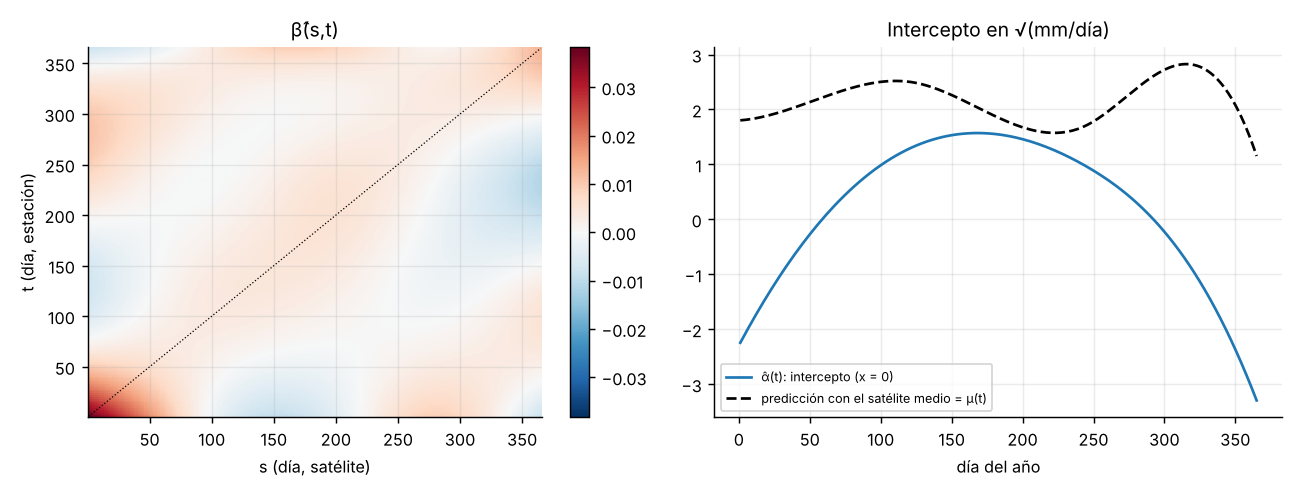 β̂(s,t)
350
300
250
200
150
100
50
t (día, estación)
50 100 150 200 250 300 350
s (día, satélite)
0.03
0.02
0.01
0.00
−0.01
−0.02
−0.03
Intercepto en √(mm/día)
3
2
1
0
−1
−2
−3
α̂(t): intercepto (x = 0)
predicción con el satélite medio = μ(t)
0 50 100 150 200 250 300 350
día del año